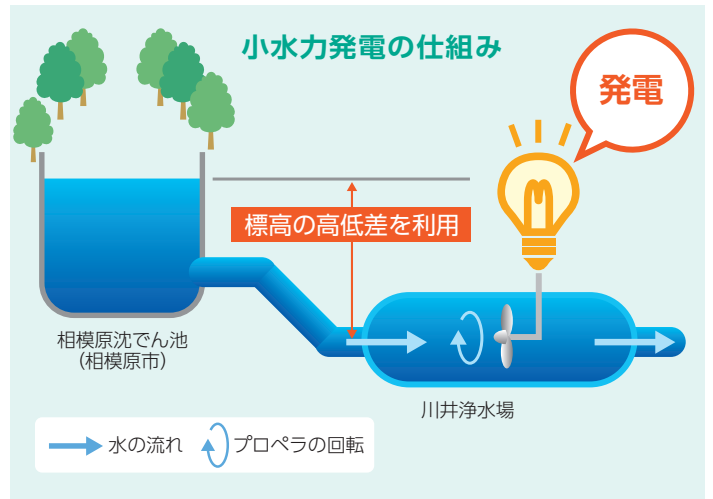 小水力発電の仕組み
発電
標高の高低差を利用
相模原沈でん池
（相模原市）
川井浄水場
水の流れ
プロペラの回転